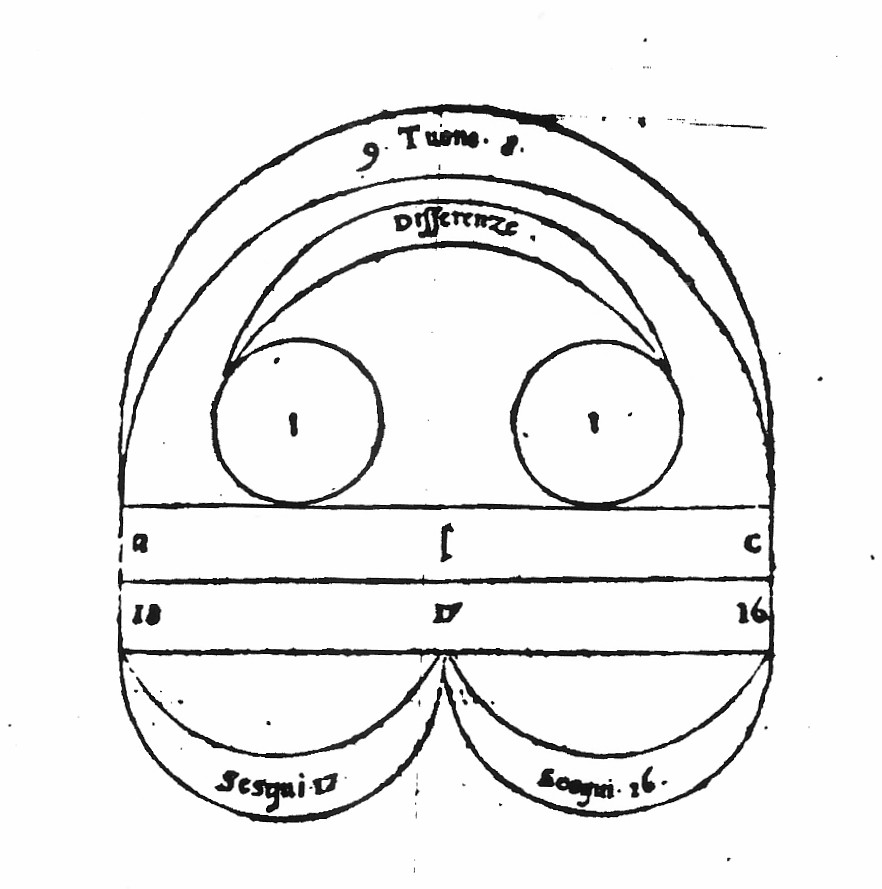 9. Tuono. 8.
Differenze.
1 1
a [ c
18 17 16
Sesqui. 17 Sesqui. 16.